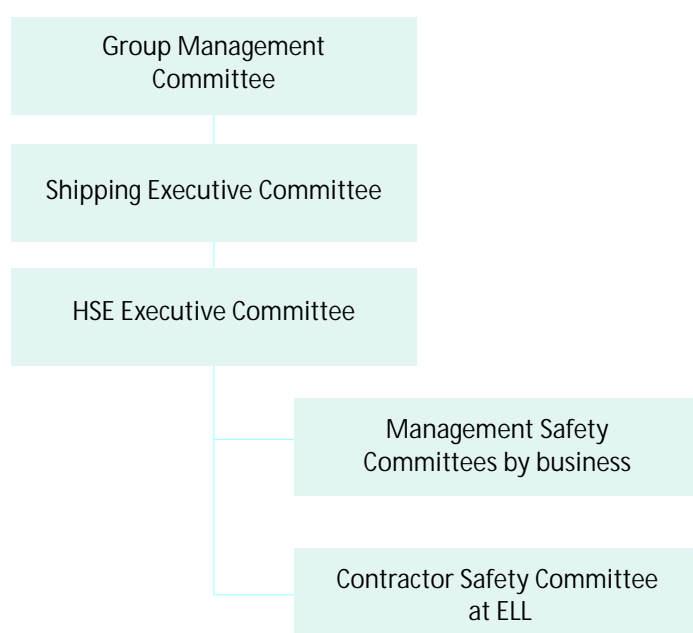 Group Management
Committee
Shipping Executive Committee
HSE Executive Committee
Management Safety
Committees by business
Contractor Safety Committee
at ELL